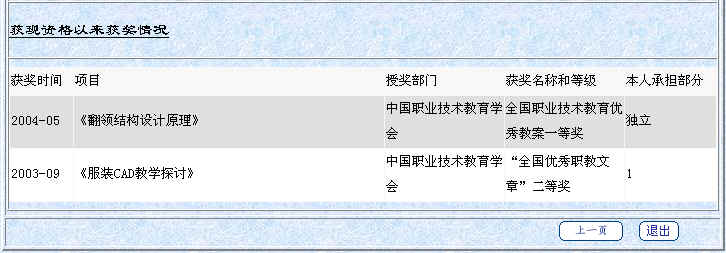 获现资格以来获奖情况
获奖时间 项目 授奖部门 获奖名称和等级 本人承担部分
2004-05 《翻领结构设计原理》 中国职业技术教育学会 全国职业技术教育优秀教案一等奖 独立
2003-09 《服装CAD教学探讨》 中国职业技术教育学会 “全国优秀职教文章”二等奖 1
上一页 退出